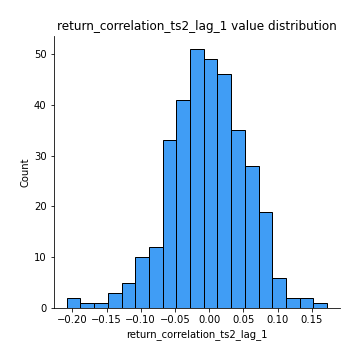 return_correlation_ts2_lag_1 value distribution
50
40
30
20
10
0
Count
−0.20 −0.15 −0.10 −0.05 0.00 0.05 0.10 0.15
return_correlation_ts2_lag_1